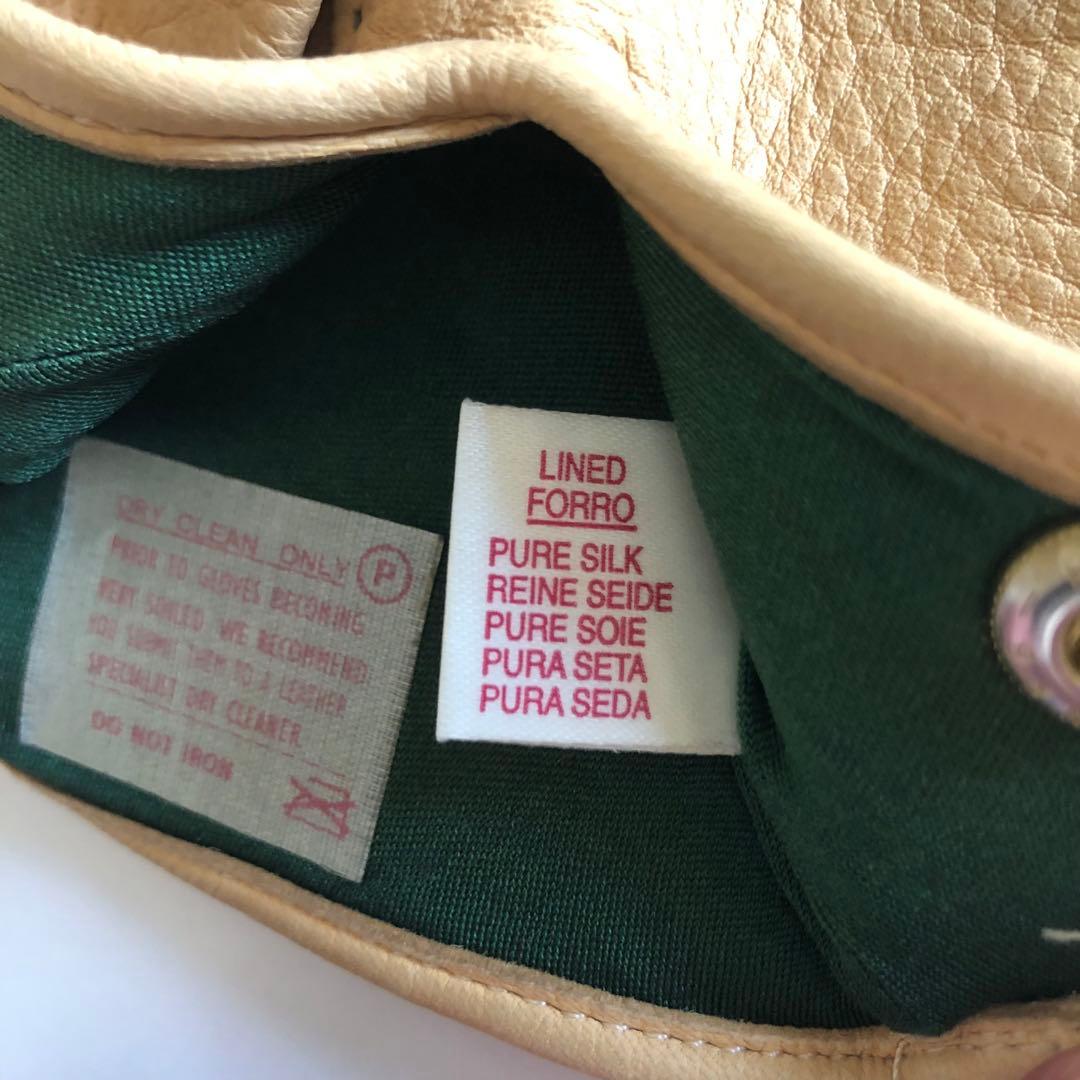 DRY CLEAN ONLY P
PRIOR TO GLOVES BECOMING
VERY SOILED. WE RECOMMEND
YOU SUBMIT THEM TO A LEATHER
SPECIALIST DRY CLEANER
DO NOT IRON
LINED
FORRO
PURE SILK
REINE SEIDE
PURE SOIE
PURA SETA
PURA SEDA